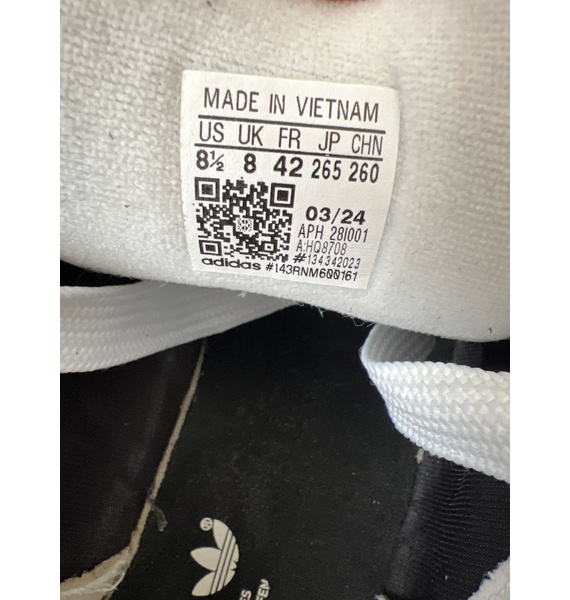 MADE IN VIETNAM
US UK FR JP CHN
8½ 8 42 265 260
03/24
APH 28I001
A:HQ8708
#134342023
adidas #143RNM600161